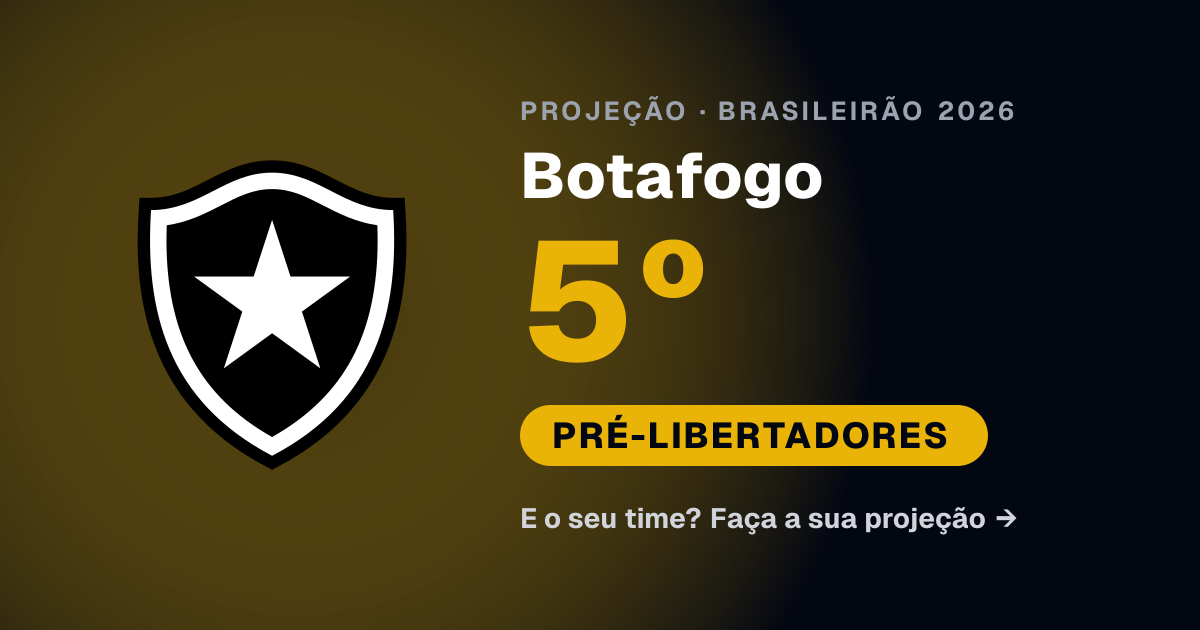 PROJEÇÃO · BRASILEIRÃO 2026
Botafogo
5º
PRÉ-LIBERTADORES
E o seu time? Faça a sua projeção →